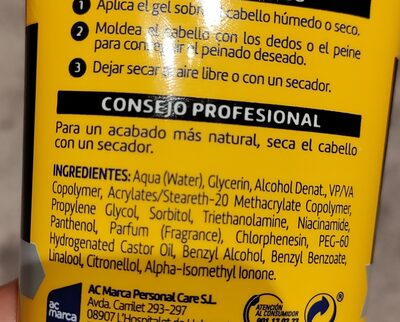 1 Aplica el gel sobre el cabello húmedo o seco.
2 Moldea el cabello con los dedos o el peine
para conseguir el peinado deseado.
3 Dejar secar al aire libre o con un secador.
CONSEJO PROFESIONAL
Para un acabado más natural, seca el cabello
con un secador.
INGREDIENTES: Aqua (Water), Glycerin, Alcohol Denat., VP/VA
Copolymer, Acrylates/Steareth-20 Methacrylate Copolymer,
Propylene Glycol, Sorbitol, Triethanolamine, Niacinamide,
Panthenol, Parfum (Fragrance), Chlorphenesin, PEG-60
Hydrogenated Castor Oil, Benzyl Alcohol, Benzyl Benzoate,
Linalool, Citronellol, Alpha-Isomethyl Ionone.
ac
marca
AC Marca Personal Care S.L.
Avda. Carrilet 293-297
08907 L'Hospitalet de
ATENCIÓN
AL CONSUMIDOR